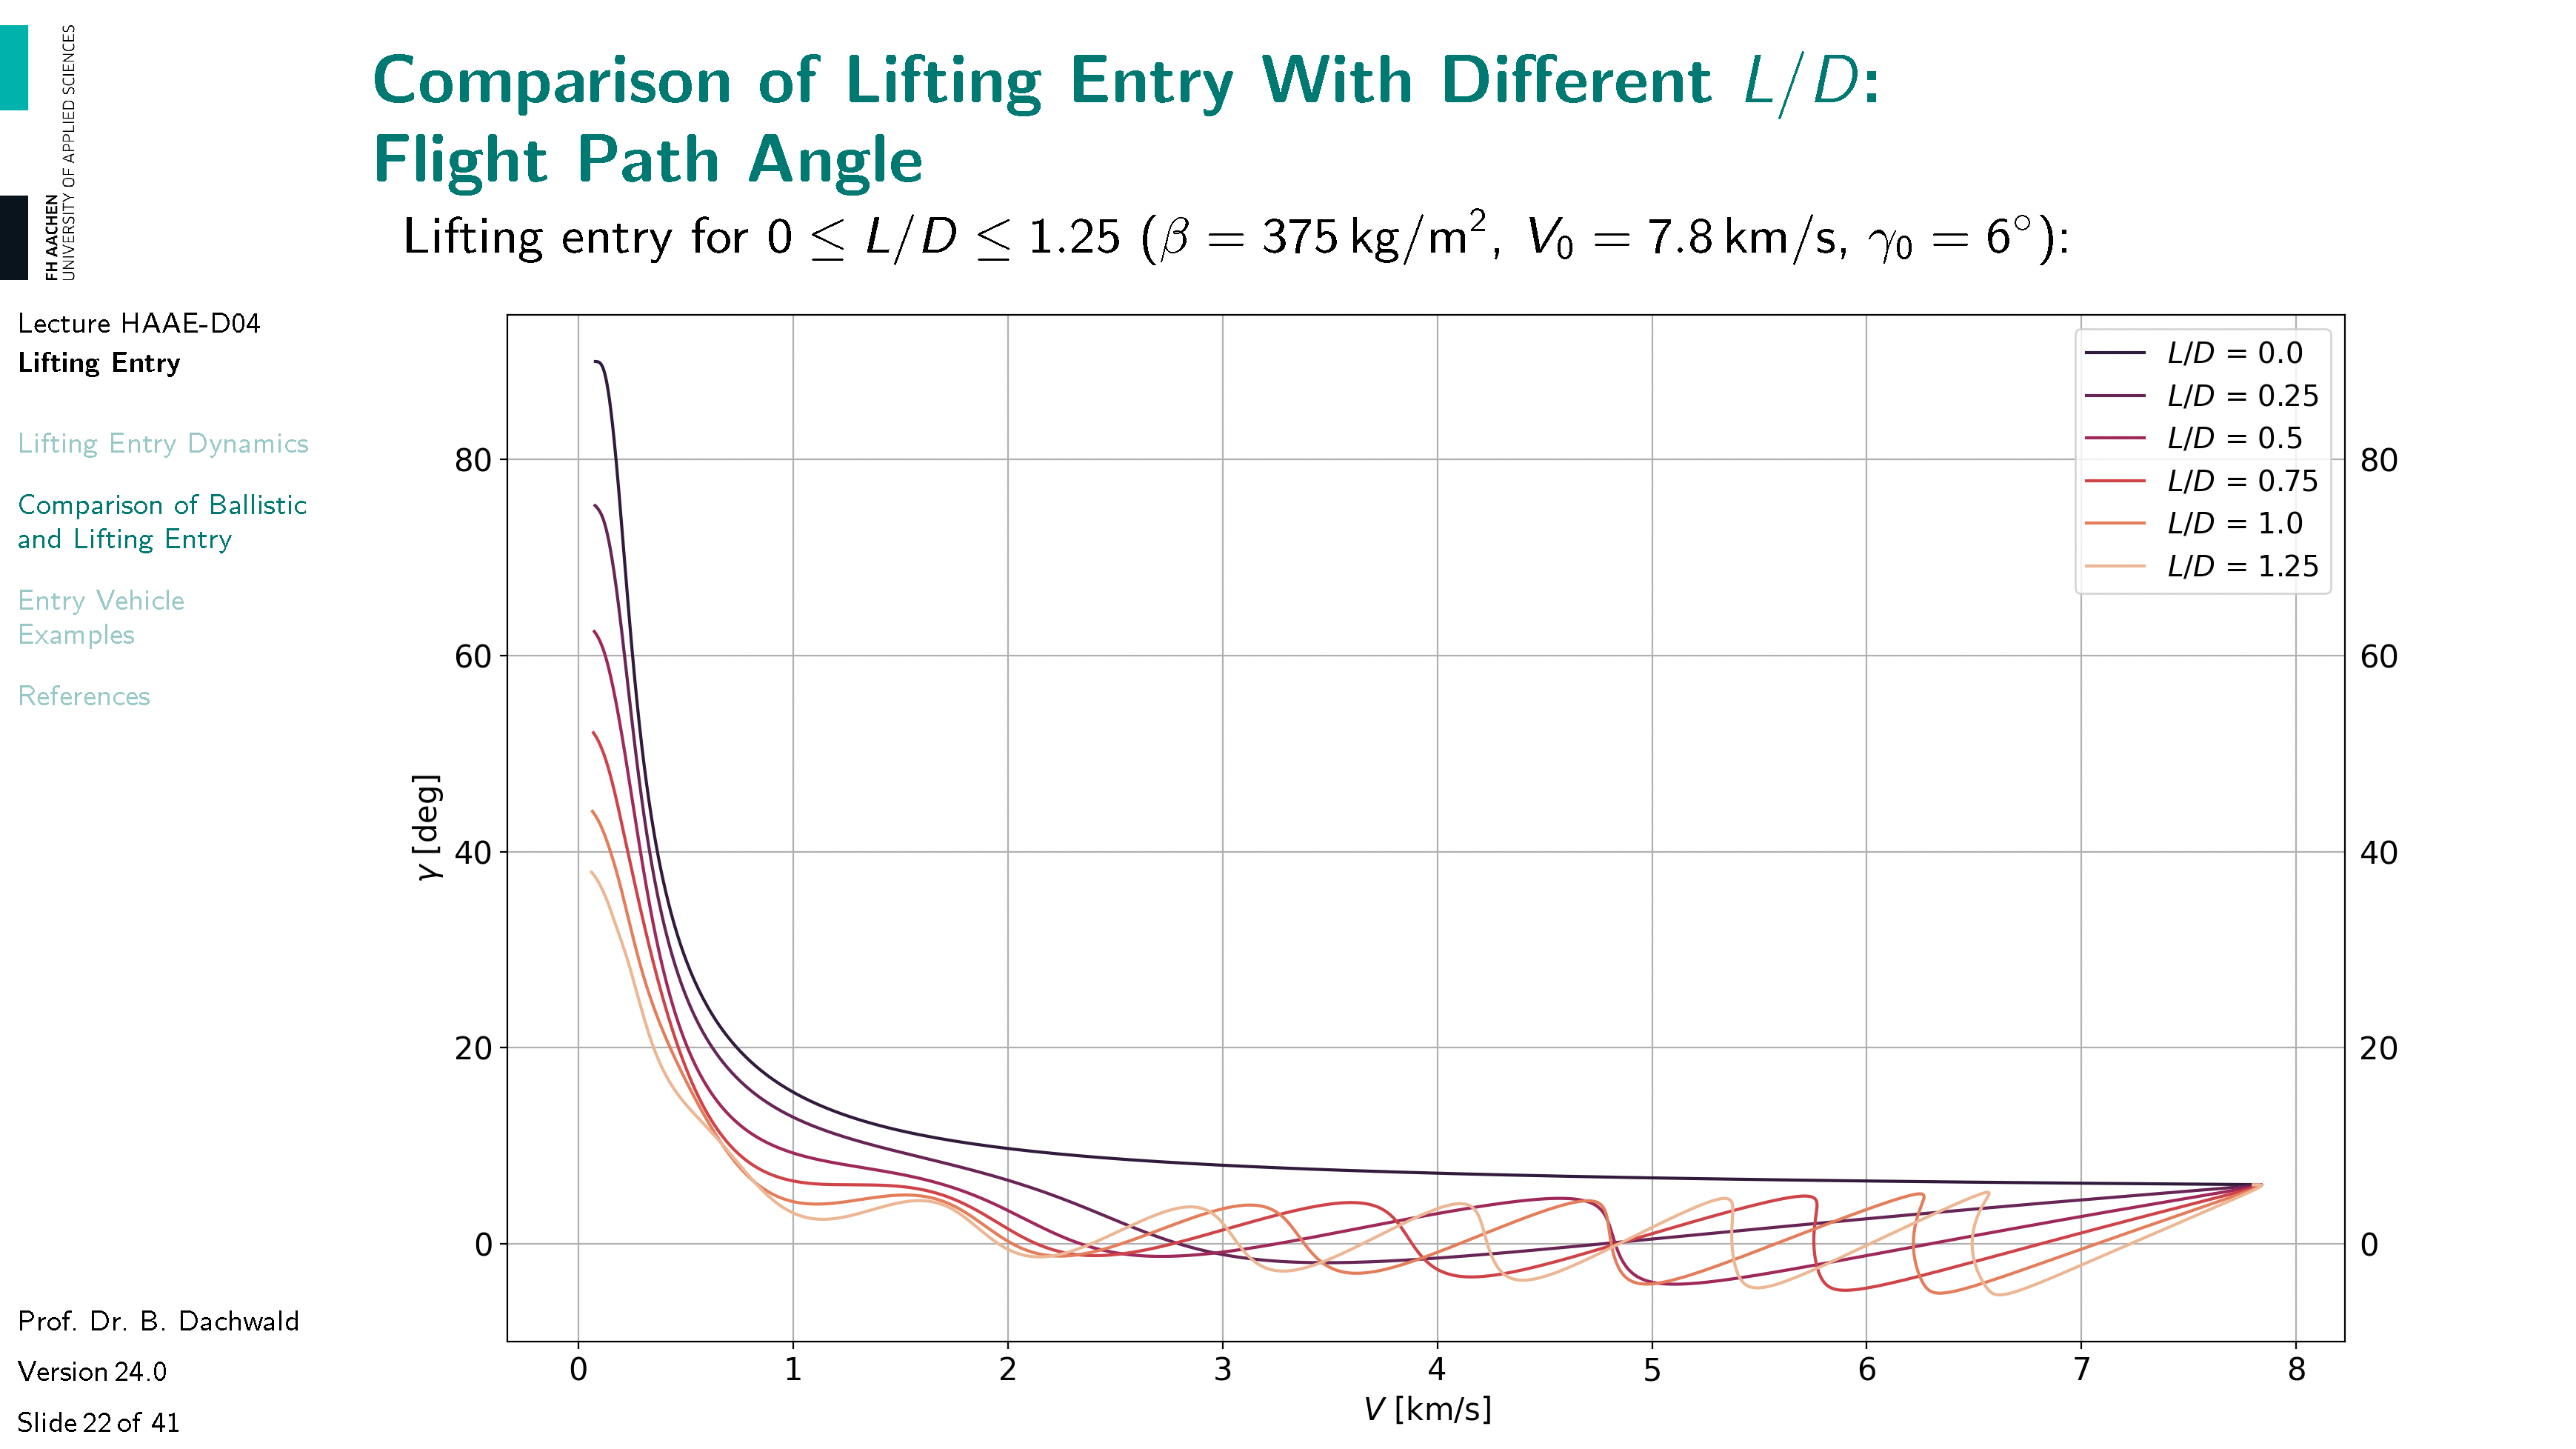 FH AACHEN
UNIVERSITY OF APPLIED SCIENCES
Comparison of Lifting Entry With Different L/D:
Flight Path Angle
Lifting entry for 0 ≤ L/D ≤ 1.25 (β = 375 kg/m², V₀ = 7.8 km/s, γ₀ = 6°):
Lecture HAAE-D04
Lifting Entry
Lifting Entry Dynamics
Comparison of Ballistic
and Lifting Entry
Entry Vehicle
Examples
References
Prof. Dr. B. Dachwald
Version 24.0
Slide 22 of 41
γ [deg]
80
60
40
20
0
L/D = 0.0
L/D = 0.25
L/D = 0.5
L/D = 0.75
L/D = 1.0
L/D = 1.25
80
60
40
20
0
0 1 2 3 4 5 6 7 8
V [km/s]